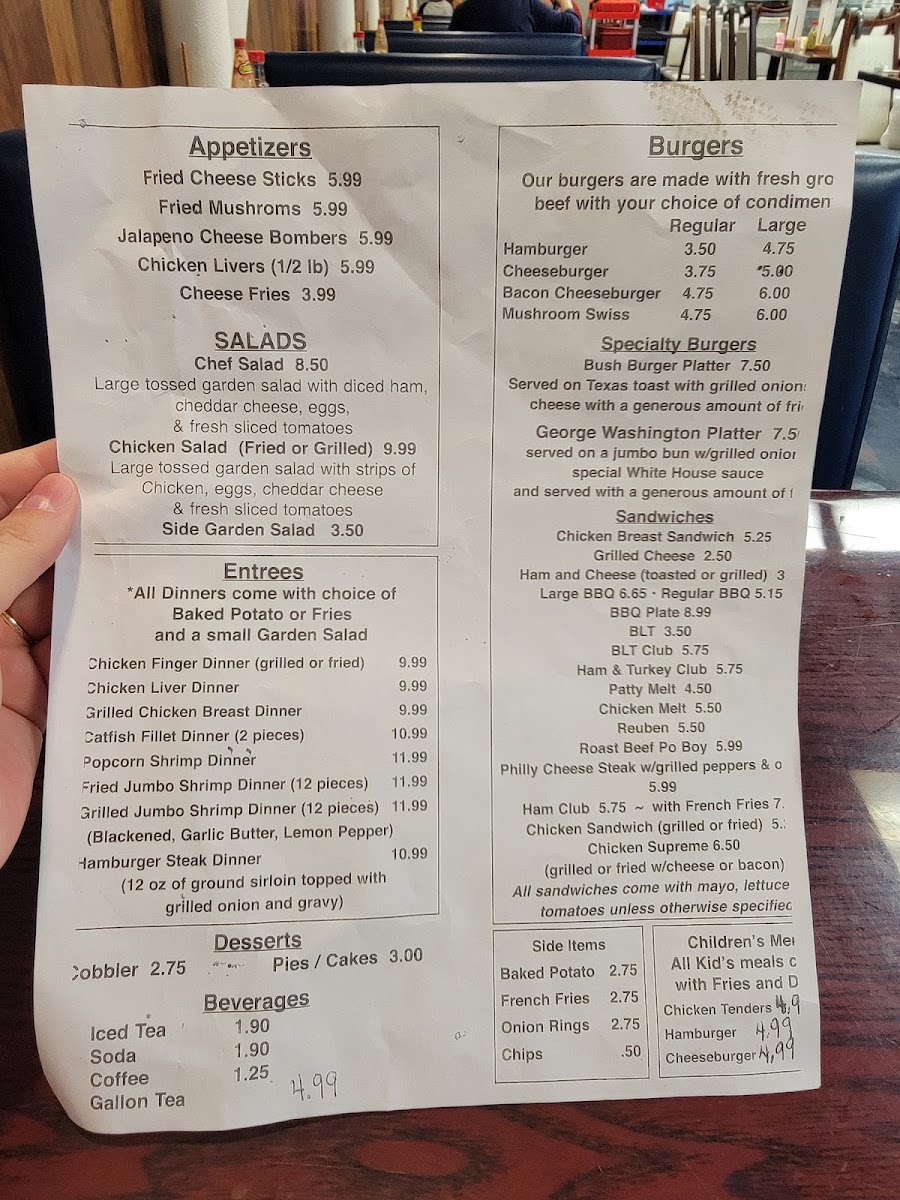 Appetizers
Fried Cheese Sticks 5.99
Fried Mushroms 5.99
Jalapeno Cheese Bombers 5.99
Chicken Livers (1/2 lb) 5.99
Cheese Fries 3.99
SALADS
Chef Salad 8.50
Large tossed garden salad with diced ham,
cheddar cheese, eggs,
& fresh sliced tomatoes
Chicken Salad (Fried or Grilled) 9.99
Large tossed garden salad with strips of
Chicken, eggs, cheddar cheese
& fresh sliced tomatoes
Side Garden Salad 3.50
Entrees
*All Dinners come with choice of
Baked Potato or Fries
and a small Garden Salad
Chicken Finger Dinner (grilled or fried) 9.99
Chicken Liver Dinner 9.99
Grilled Chicken Breast Dinner 9.99
Catfish Fillet Dinner (2 pieces) 10.99
Popcorn Shrimp Dinner 11.99
Fried Jumbo Shrimp Dinner (12 pieces) 11.99
Grilled Jumbo Shrimp Dinner (12 pieces) 11.99
(Blackened, Garlic Butter, Lemon Pepper)
Hamburger Steak Dinner 10.99
(12 oz of ground sirloin topped with
grilled onion and gravy)
Desserts
Cobbler 2.75 Pies / Cakes 3.00
Beverages
Iced Tea 1.90
Soda 1.90
Coffee 1.25
Gallon Tea 4.99
Burgers
Our burgers are made with fresh gro
beef with your choice of condimen
Regular Large
Hamburger 3.50 4.75
Cheeseburger 3.75 5.00
Bacon Cheeseburger 4.75 6.00
Mushroom Swiss 4.75 6.00
Specialty Burgers
Bush Burger Platter 7.50
Served on Texas toast with grilled onion
cheese with a generous amount of fri
George Washington Platter 7.5
served on a jumbo bun w/grilled onior
special White House sauce
and served with a generous amount of
Sandwiches
Chicken Breast Sandwich 5.25
Grilled Cheese 2.50
Ham and Cheese (toasted or grilled) 3
Large BBQ 6.65 - Regular BBQ 5.15
BBQ Plate 8.99
BLT 3.50
BLT Club 5.75
Ham & Turkey Club 5.75
Patty Melt 4.50
Chicken Melt 5.50
Reuben 5.50
Roast Beef Po Boy 5.99
Philly Cheese Steak w/grilled peppers & o
5.99
Ham Club 5.75 ~ with French Fries 7.
Chicken Sandwich (grilled or fried) 5.
Chicken Supreme 6.50
(grilled or fried w/cheese or bacon)
All sandwiches come with mayo, lettuce
tomatoes unless otherwise specified
Side Items
Baked Potato 2.75
French Fries 2.75
Onion Rings 2.75
Chips .50
Children's Me
All Kid's meals c
with Fries and D
Chicken Tenders 4.9
Hamburger 4.99
Cheeseburger 4.99